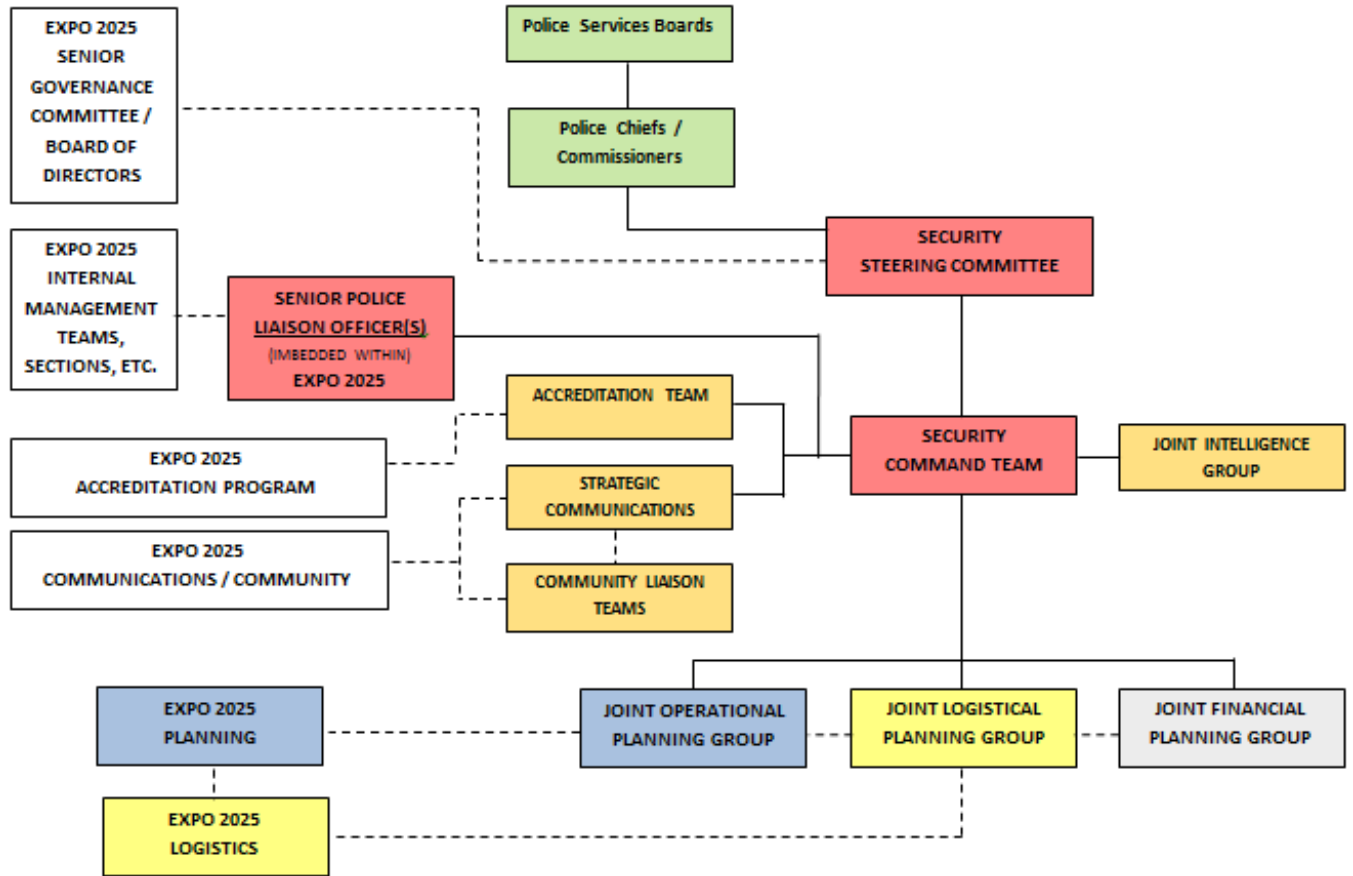 EXPO 2025
SENIOR
GOVERNANCE
COMMITTEE /
BOARD OF
DIRECTORS
Police Services Boards
Police Chiefs /
Commissioners
SECURITY
STEERING COMMITTEE
EXPO 2025
INTERNAL
MANAGEMENT
TEAMS,
SECTIONS, ETC.
SENIOR POLICE
LIAISON OFFICER(S)
(IMBEDDED WITHIN)
EXPO 2025
ACCREDITATION TEAM
SECURITY
COMMAND TEAM
JOINT INTELLIGENCE
GROUP
EXPO 2025
ACCREDITATION PROGRAM
STRATEGIC
COMMUNICATIONS
EXPO 2025
COMMUNICATIONS / COMMUNITY
COMMUNITY LIAISON
TEAMS
EXPO 2025
PLANNING
JOINT OPERATIONAL
PLANNING GROUP
JOINT LOGISTICAL
PLANNING GROUP
JOINT FINANCIAL
PLANNING GROUP
EXPO 2025
LOGISTICS